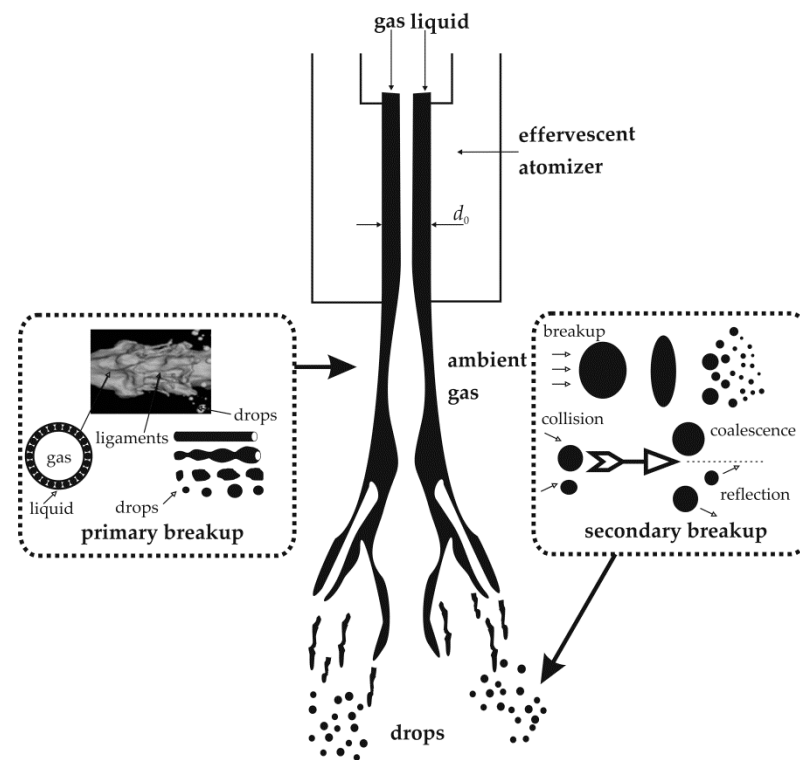 gas liquid
effervescent
atomizer
d₀
ambient
gas
drops
ligaments
gas
liquid
drops
primary breakup
breakup
collision
coalescence
reflection
secondary breakup
drops